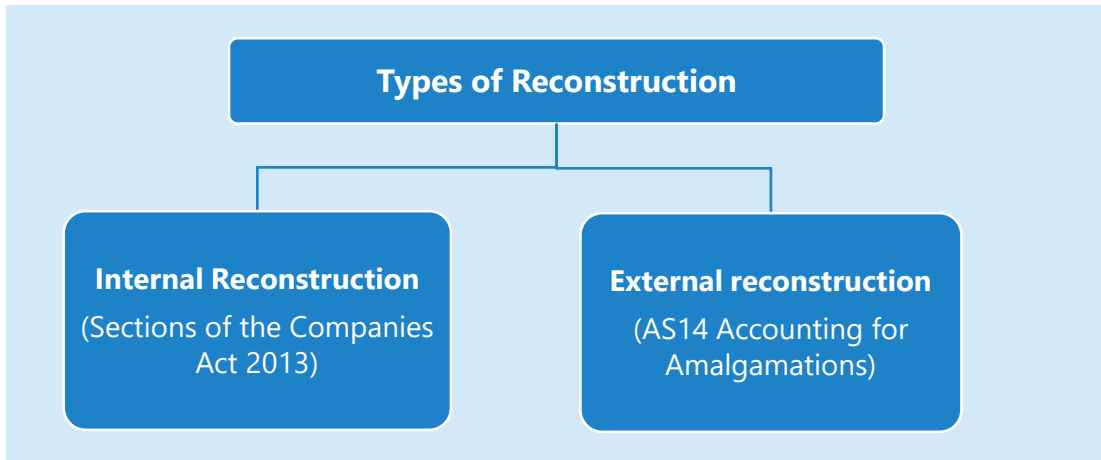 Types of Reconstruction
Internal Reconstruction
(Sections of the Companies
Act 2013)
External reconstruction
(AS14 Accounting for
Amalgamations)